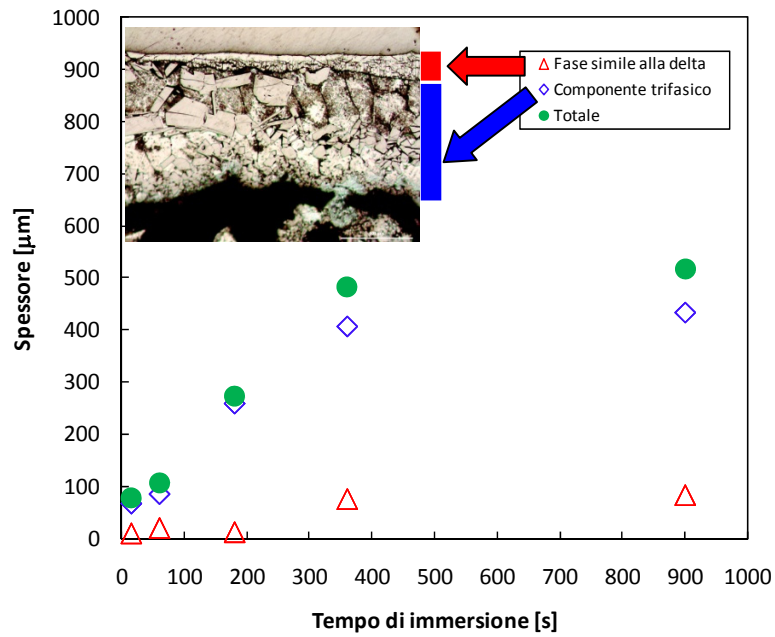 1000
900
800
700
600
500
400
300
200
100
0
Spessore [µm]
Fase simile alla delta
Componente trifasico
Totale
0 100 200 300 400 500 600 700 800 900 1000
Tempo di immersione [s]